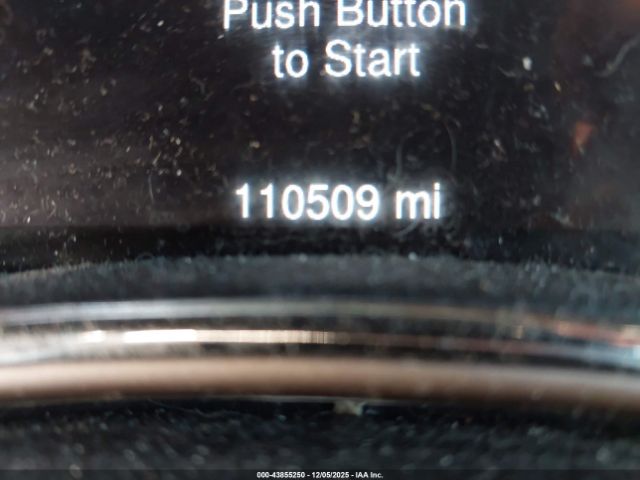 Push Button
to Start
110509 mi
000-43855250 - 12/05/2025 - IAA Inc.